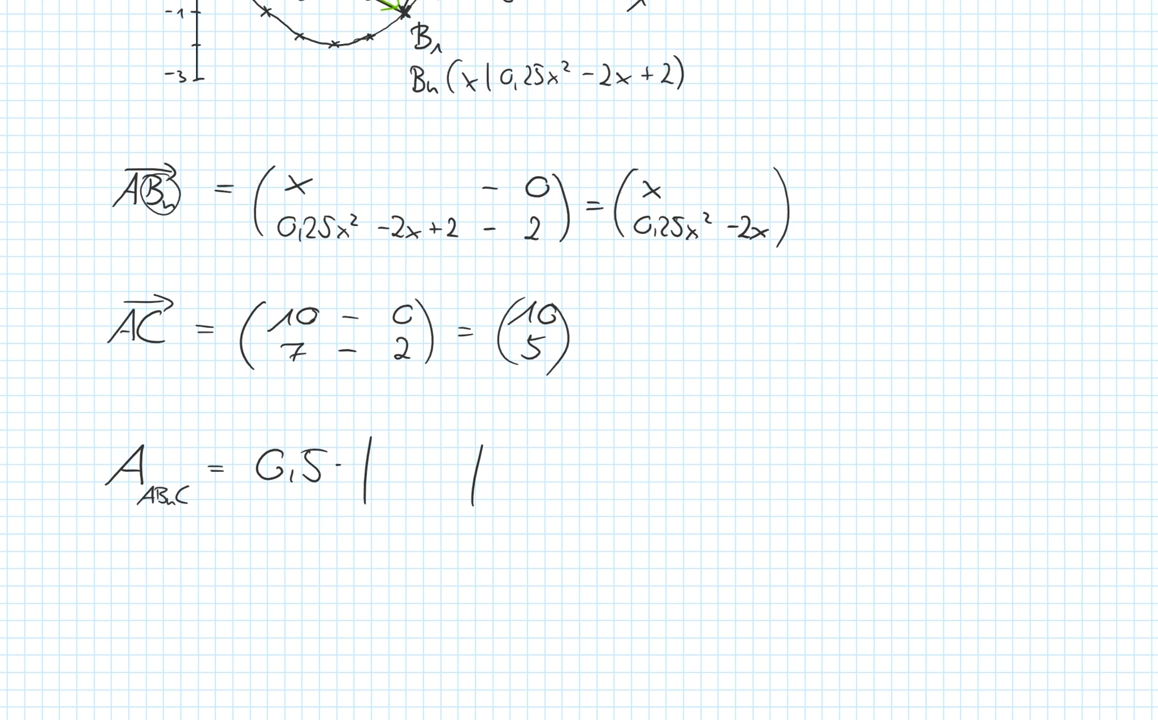 -1
B₁
-3
Bₙ(x|0,25x² -2x +2)
ABₙ = (x - 0) = (x)
(0,25x² -2x +2 - 2) (0,25x² -2x)
AC = (10 - 0) = (10)
(7 - 2) (5)
A_ABₙC = 0,5 · | |